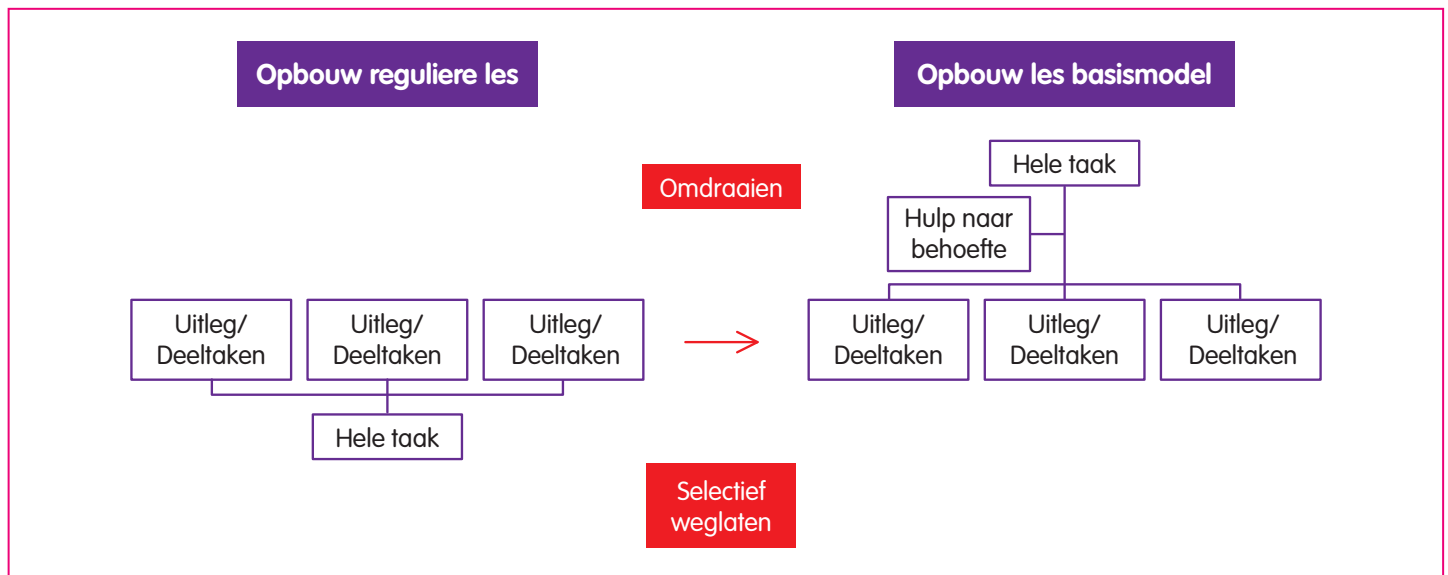 Opbouw reguliere les
Opbouw les basismodel
Omdraaien
Hele taak
Hulp naar
behoefte
Uitleg/
Deeltaken
Uitleg/
Deeltaken
Uitleg/
Deeltaken
Hele taak
Uitleg/
Deeltaken
Uitleg/
Deeltaken
Uitleg/
Deeltaken
Selectief
weglaten